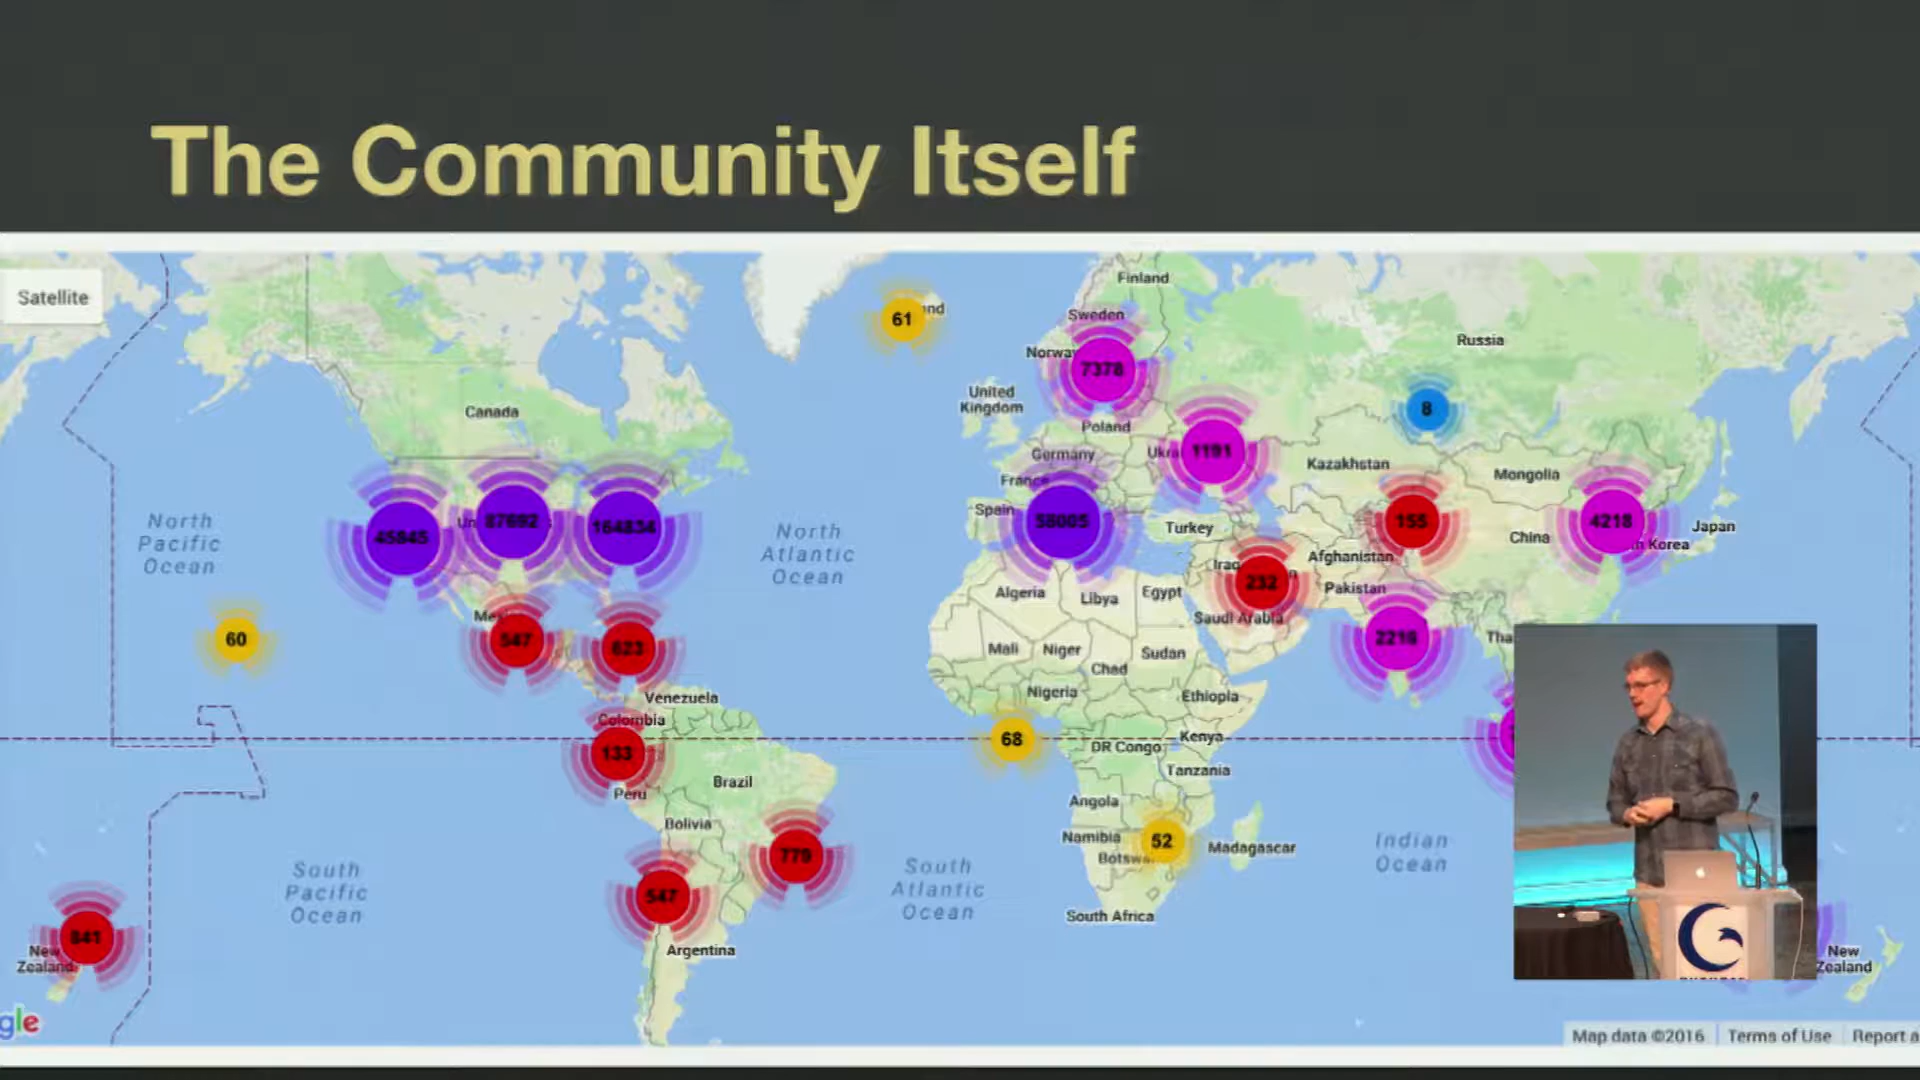 The Community Itself
Satellite
Finland
61
Sweden
Russia
Norway
7378
United
Kingdom
8
Canada
Poland
Germany
1191
Kazakhstan
Mongolia
France
Spain
45845
87692
164834
58005
Turkey
155
4218
Japan
China
Korea
North
Pacific
Ocean
North
Atlantic
Ocean
Iraq
Afghanistan
232
Pakistan
Algeria
Libya
Egypt
Saudi Arabia
60
547
623
2218
Mali
Niger
Sudan
Chad
Nigeria
Ethiopia
Venezuela
Colombia
133
68
DR Congo
Kenya
Tanzania
Peru
Brazil
Angola
Bolivia
Namibia
52
Madagascar
Indian
Ocean
779
South
Pacific
Ocean
South
Atlantic
Ocean
547
South Africa
841
New
Zealand
Argentina
New
Zealand
gle
Map data ©2016
Terms of Use
Report a